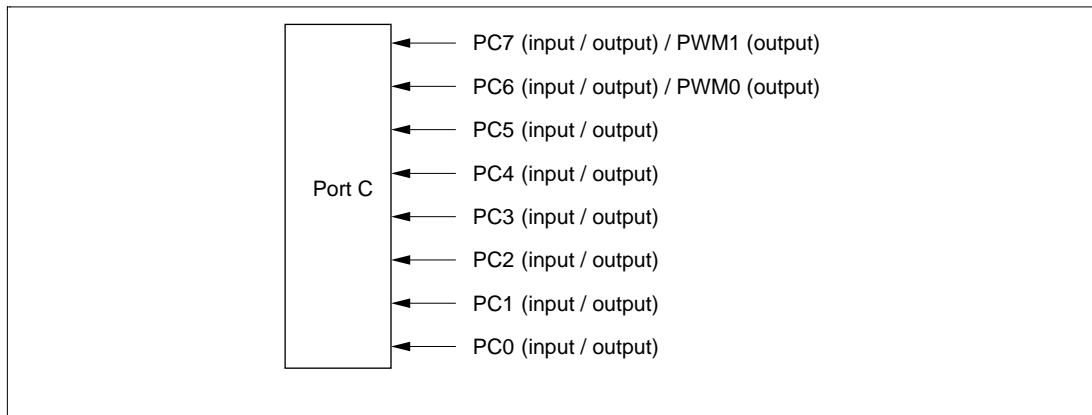 PC7 (input / output) / PWM1 (output)
PC6 (input / output) / PWM0 (output)
PC5 (input / output)
PC4 (input / output)
Port C
PC3 (input / output)
PC2 (input / output)
PC1 (input / output)
PC0 (input / output)